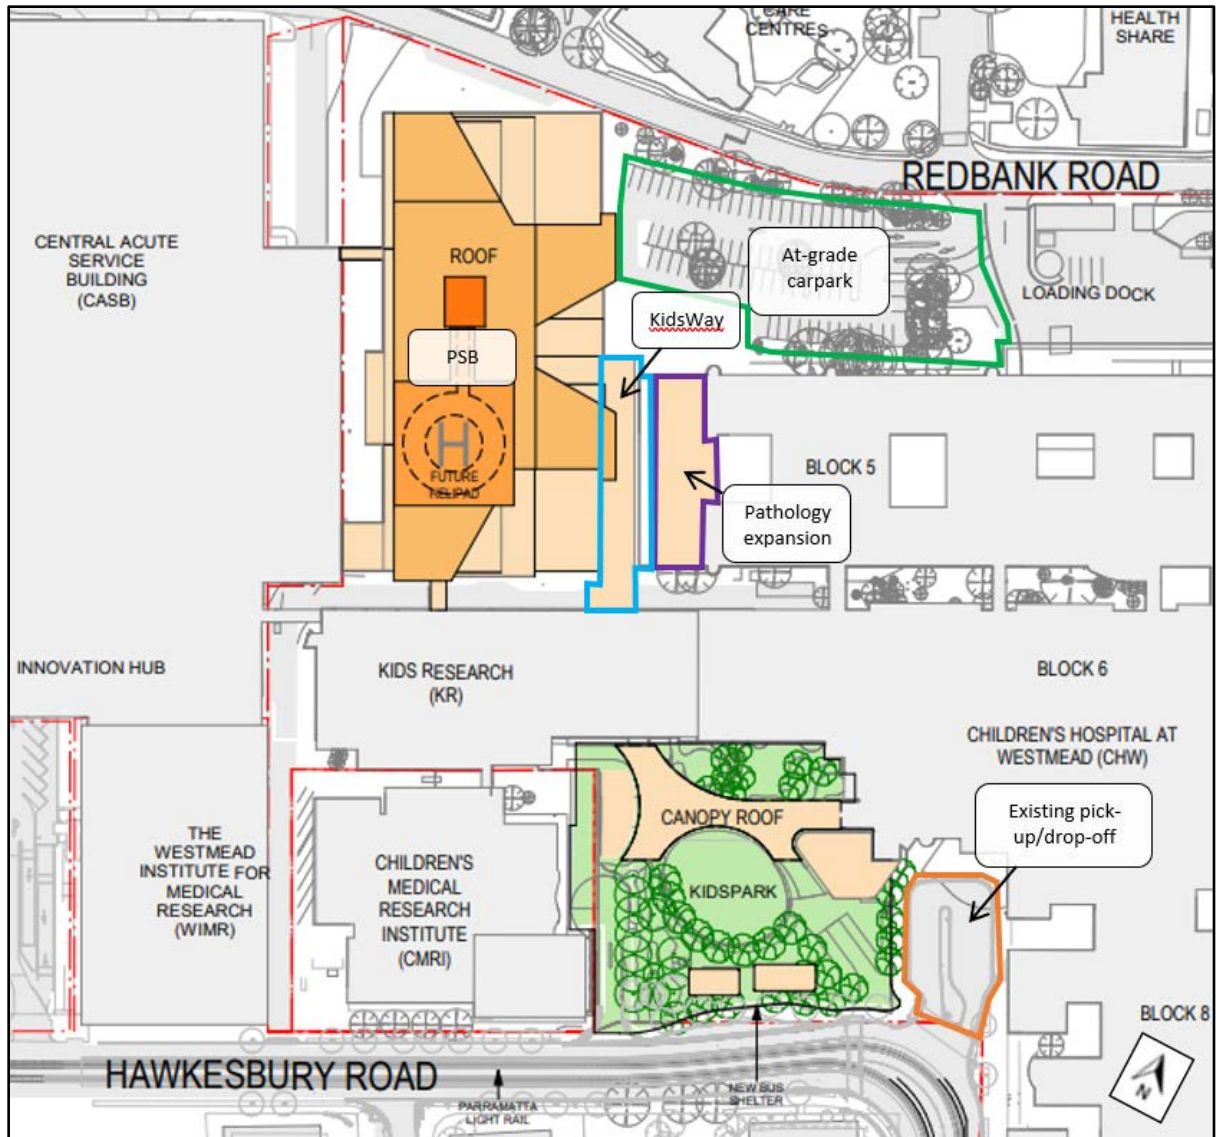 CARE
CENTRES
HEALTH
SHARE
REDBANK ROAD
CENTRAL ACUTE
SERVICE
BUILDING
(CASB)
ROOF
At-grade
carpark
LOADING DOCK
KidsWay
PSB
H
FUTURE
HELIPAD
BLOCK 5
Pathology
expansion
INNOVATION HUB
KIDS RESEARCH
(KR)
BLOCK 6
CHILDREN'S HOSPITAL AT
WESTMEAD (CHW)
Existing pick-
up/drop-off
CANOPY ROOF
THE
WESTMEAD
INSTITUTE FOR
MEDICAL
RESEARCH
(WIMR)
CHILDREN'S
MEDICAL
RESEARCH
INSTITUTE
(CMRI)
KIDSPARK
BLOCK 8
HAWKESBURY ROAD
PARRAMATTA
LIGHT RAIL
NEW BUS
SHELTER
N